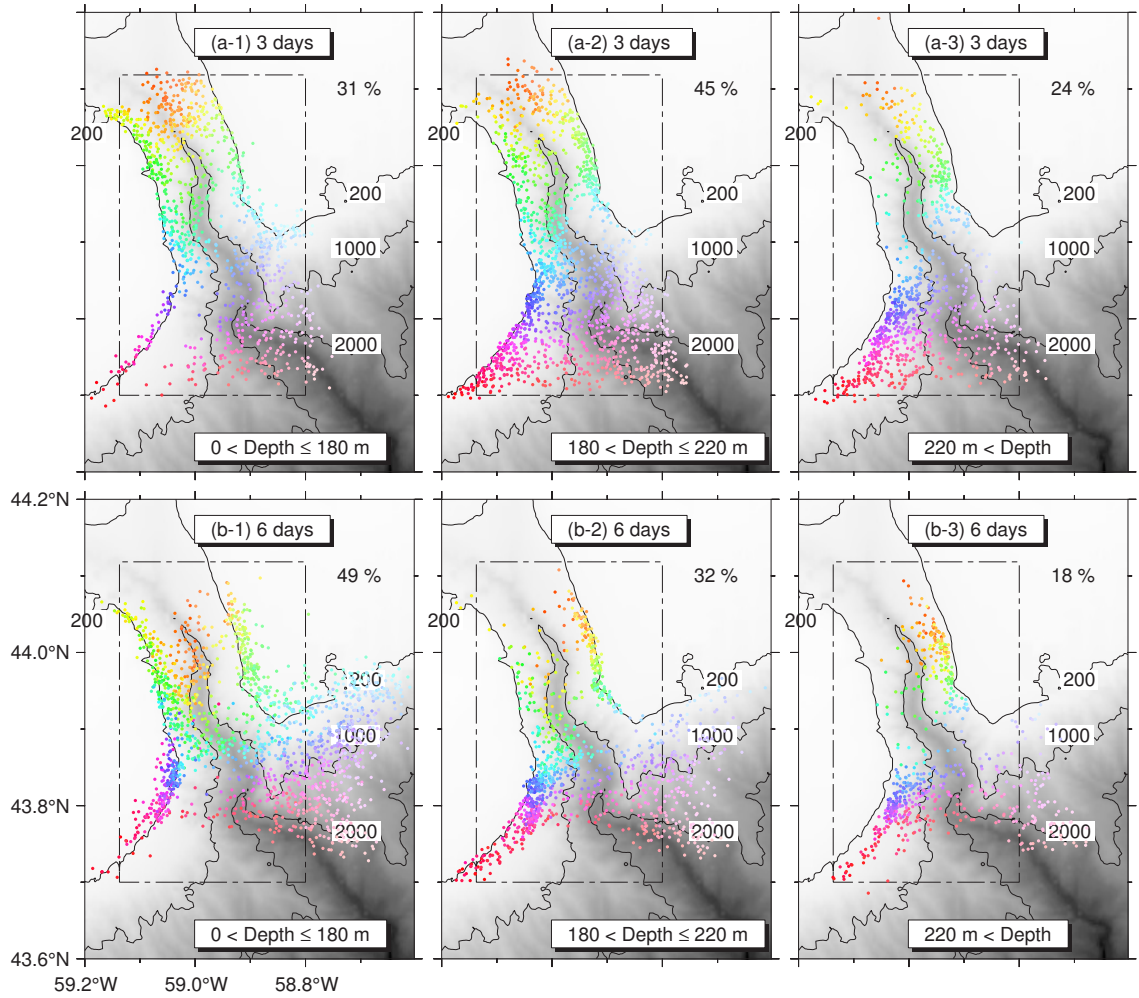 (a-1) 3 days
(a-2) 3 days
(a-3) 3 days
31 %
45 %
24 %
200
200
200
200
200
200
1000
1000
1000
2000
2000
2000
0 < Depth ≤ 180 m
180 < Depth ≤ 220 m
220 m < Depth
44.2°N
(b-1) 6 days
(b-2) 6 days
(b-3) 6 days
49 %
32 %
18 %
200
200
200
44.0°N
200
200
200
1000
1000
1000
43.8°N
2000
2000
2000
0 < Depth ≤ 180 m
180 < Depth ≤ 220 m
220 m < Depth
43.6°N
59.2°W
59.0°W
58.8°W